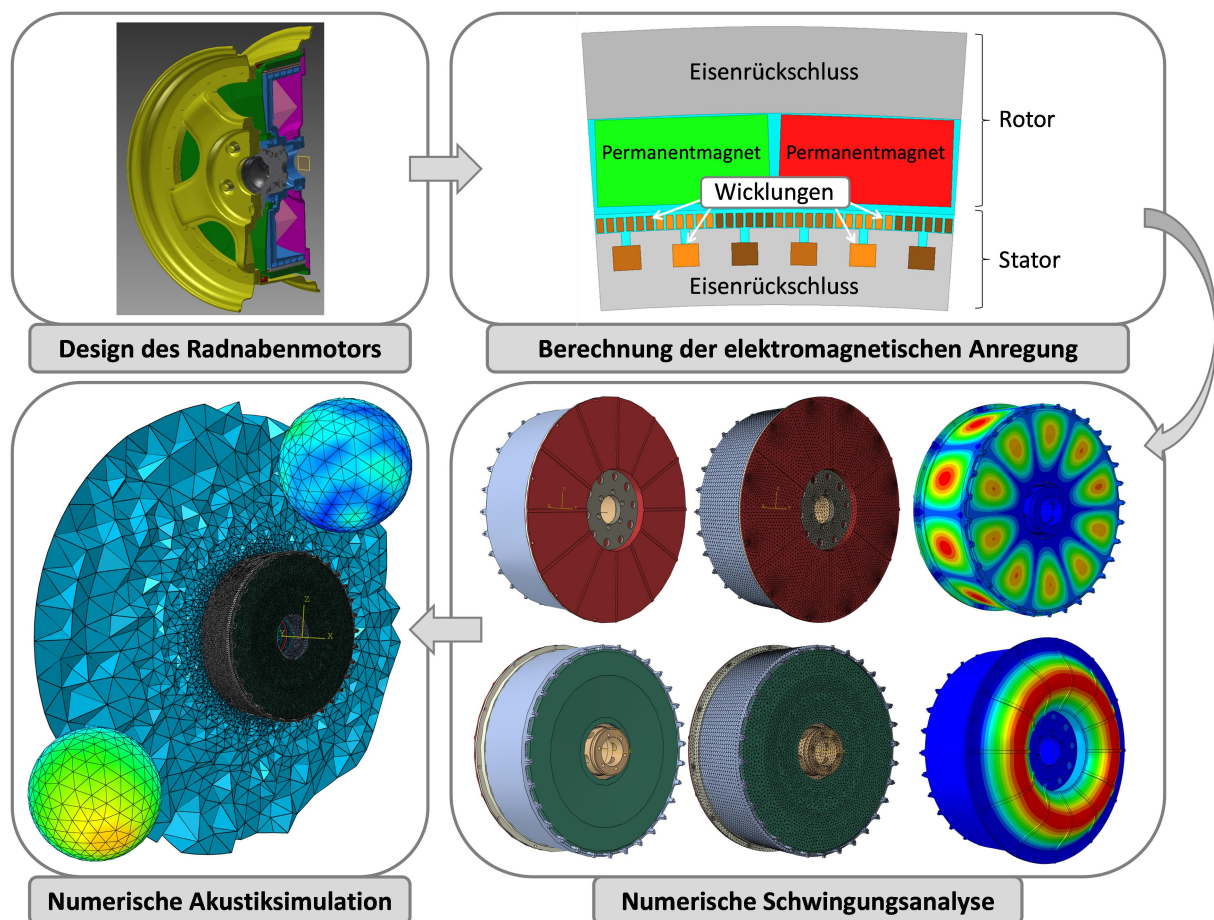 Eisenrückschluss
Rotor
Permanentmagnet
Permanentmagnet
Wicklungen
Stator
Eisenrückschluss
Design des Radnabenmotors
Berechnung der elektromagnetischen Anregung
Z
Y
X
Numerische Akustiksimulation
Numerische Schwingungsanalyse